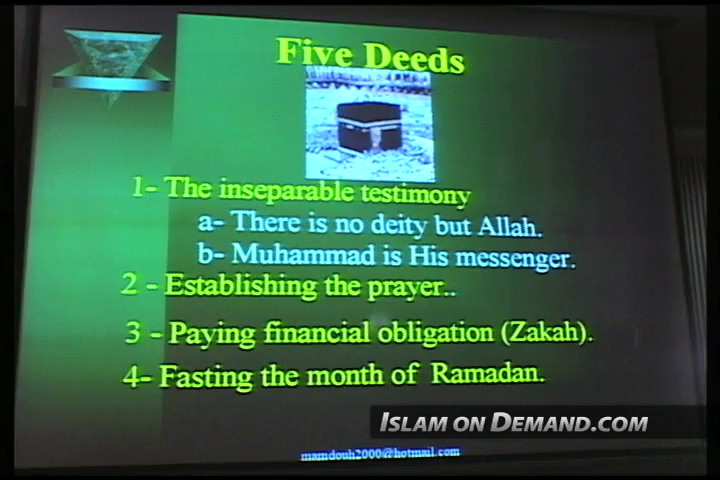 Five Deeds
1- The inseparable testimony
a- There is no deity but Allah.
b- Muhammad is His messenger.
2 - Establishing the prayer..
3 - Paying financial obligation (Zakah).
4- Fasting the month of Ramadan.
ISLAM ON DEMAND.COM
mamdouh2000@hotmail.com